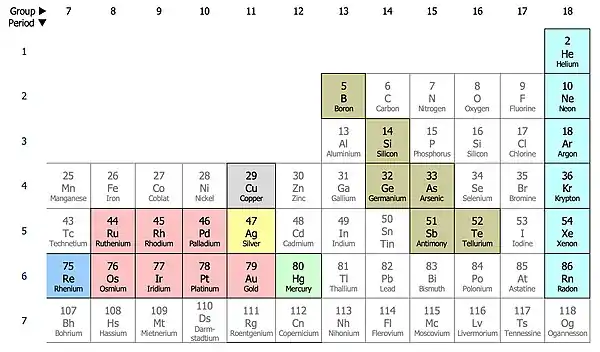 Group ▶ 7 8 9 10 11 12 13 14 15 16 17 18
Period ▼
2
1 He
Helium
5 6 7 8 9 10
2 B C N O F Ne
Boron Carbon Nitrogen Oxygen Fluorine Neon
13 14 15 16 17 18
3 Al Si P Si Cl Ar
Aluminium Silicon Phosphorus Silicon Chlorine Argon
25 26 27 28 29 30 31 32 33 34 35 36
4 Mn Fe Co Ni Cu Zn Ga Ge As Se Br Kr
Manganese Iron Coblat Nickel Copper Zinc Gallium Germanium Arsenic Selenium Bromine Krypton
43 44 45 46 47 48 49 50 51 52 53 54
5 Tc Ru Rh Pd Ag Cd In Sn Sb Te I Xe
Technetium Ruthenium Rhodium Palladium Silver Cadmium Indium Tin Antimony Tellurium Iodine Xenon
75 76 77 78 79 80 81 82 83 84 85 86
6 Re Os Ir Pt Au Hg Tl Pb Bi Po At Rn
Rhenium Osmium Iridium Platinum Gold Mercury Thallium Lead Bismuth Polonium Astatine Radon
107 108 109 110 111 112 113 114 115 116 117 118
7 Bh Hs Mt Ds Rg Cn Nh Fl Mc Lv Ts Og
Bohrium Hassium Mietnerium Darm- Roentgenium Copernicium Nihonium Flerovium Moscovium Livermorium Tennessine Ogannesson
stadtium